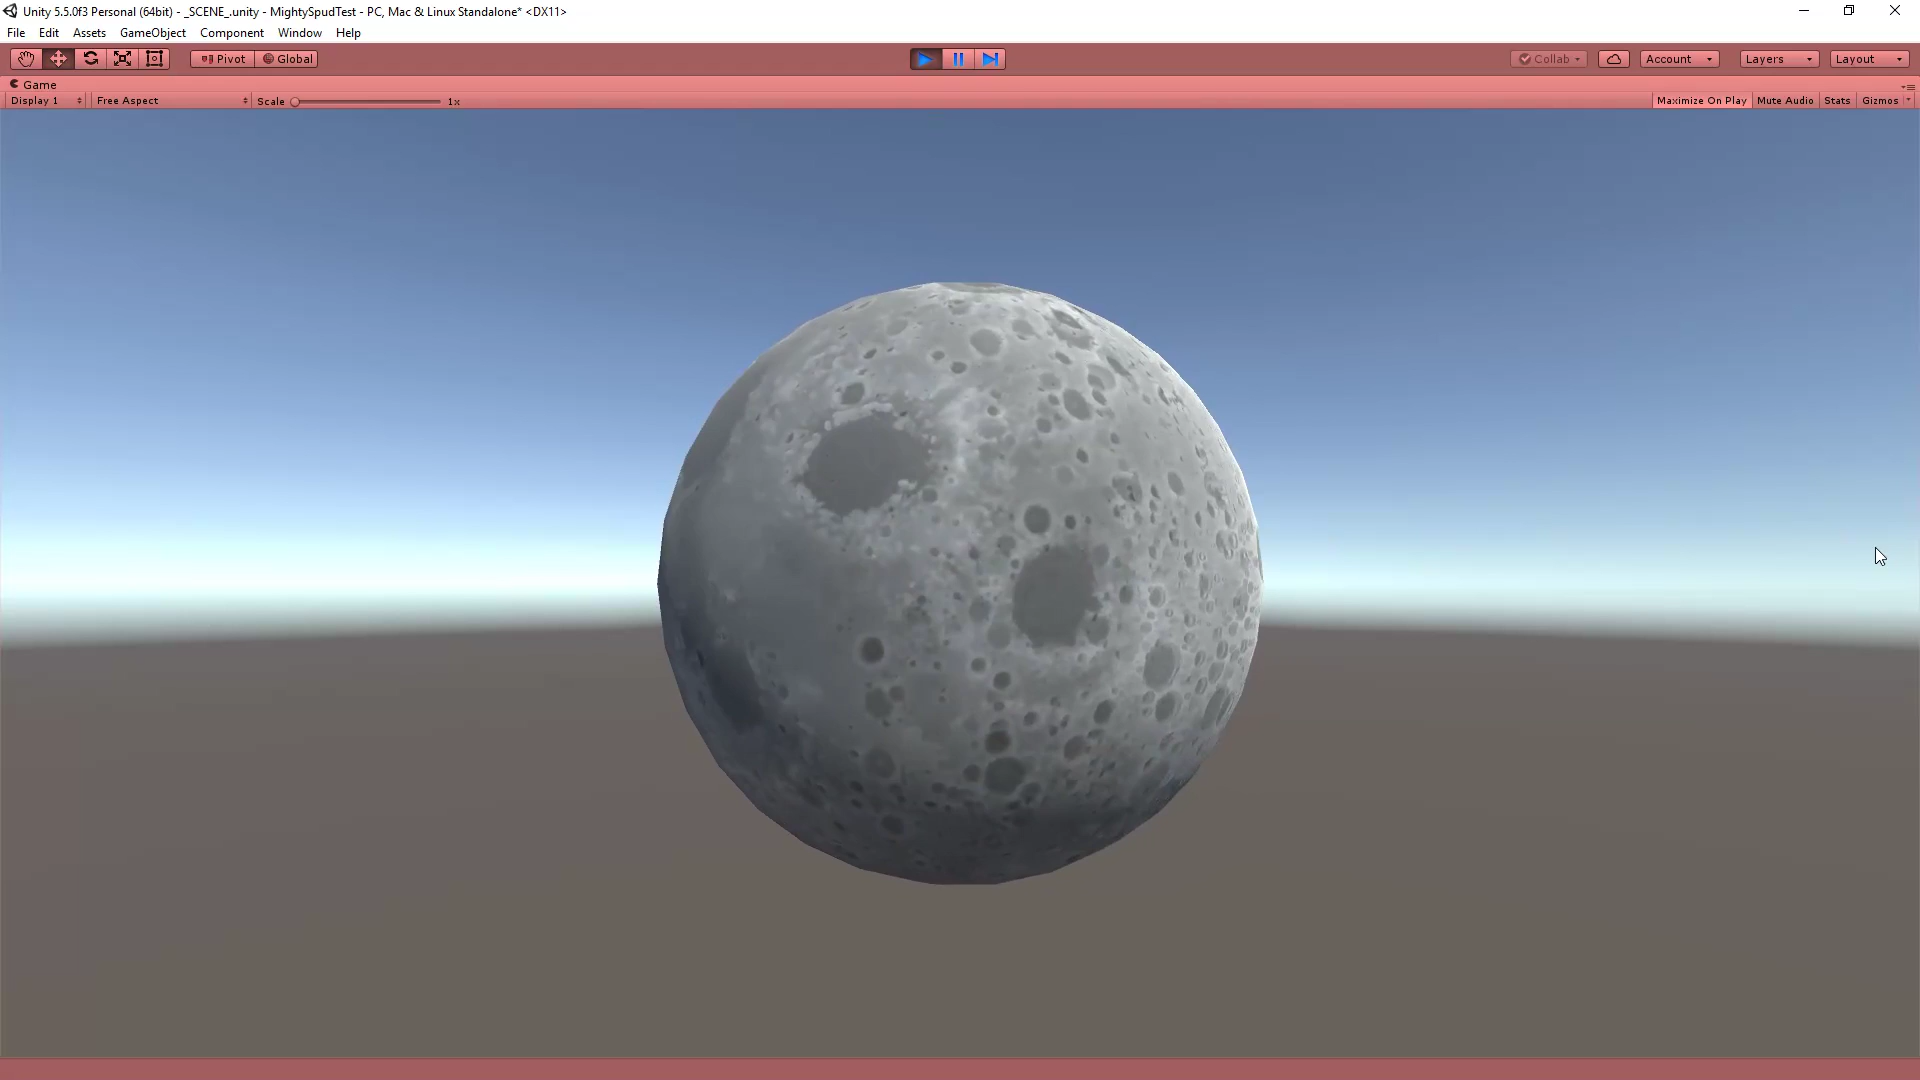 Unity 5.5.0f3 Personal (64bit) - _SCENE_.unity - MightySpudTest - PC, Mac & Linux Standalone* <DX11>
File Edit Assets GameObject Component Window Help
Pivot Global Collab Account Layers Layout
Game
Display 1 Free Aspect Scale 1x Maximize On Play Mute Audio Stats Gizmos